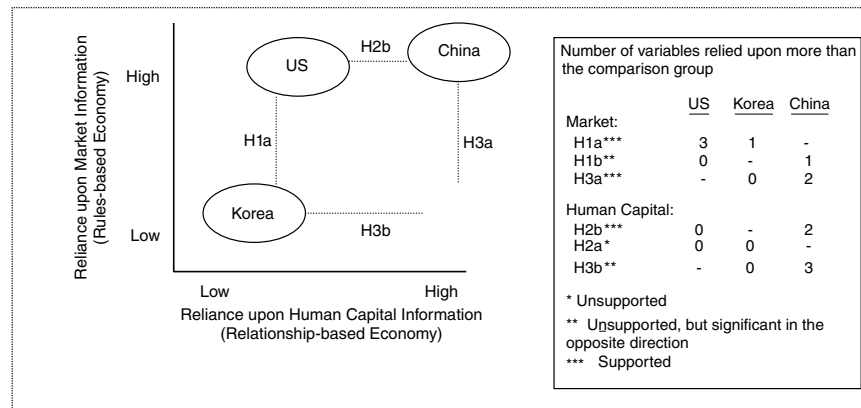 Reliance upon Market Information
(Rules-based Economy)
High
Low
US
China
Korea
H2b
H1a
H3a
H3b
Low
High
Reliance upon Human Capital Information
(Relationship-based Economy)
Number of variables relied upon more than
the comparison group
US Korea China
Market:
H1a*** 3 1 -
H1b** 0 - 1
H3a*** - 0 2
Human Capital:
H2b*** 0 - 2
H2a* 0 0 -
H3b** - 0 3
* Unsupported
** Unsupported, but significant in the
opposite direction
*** Supported